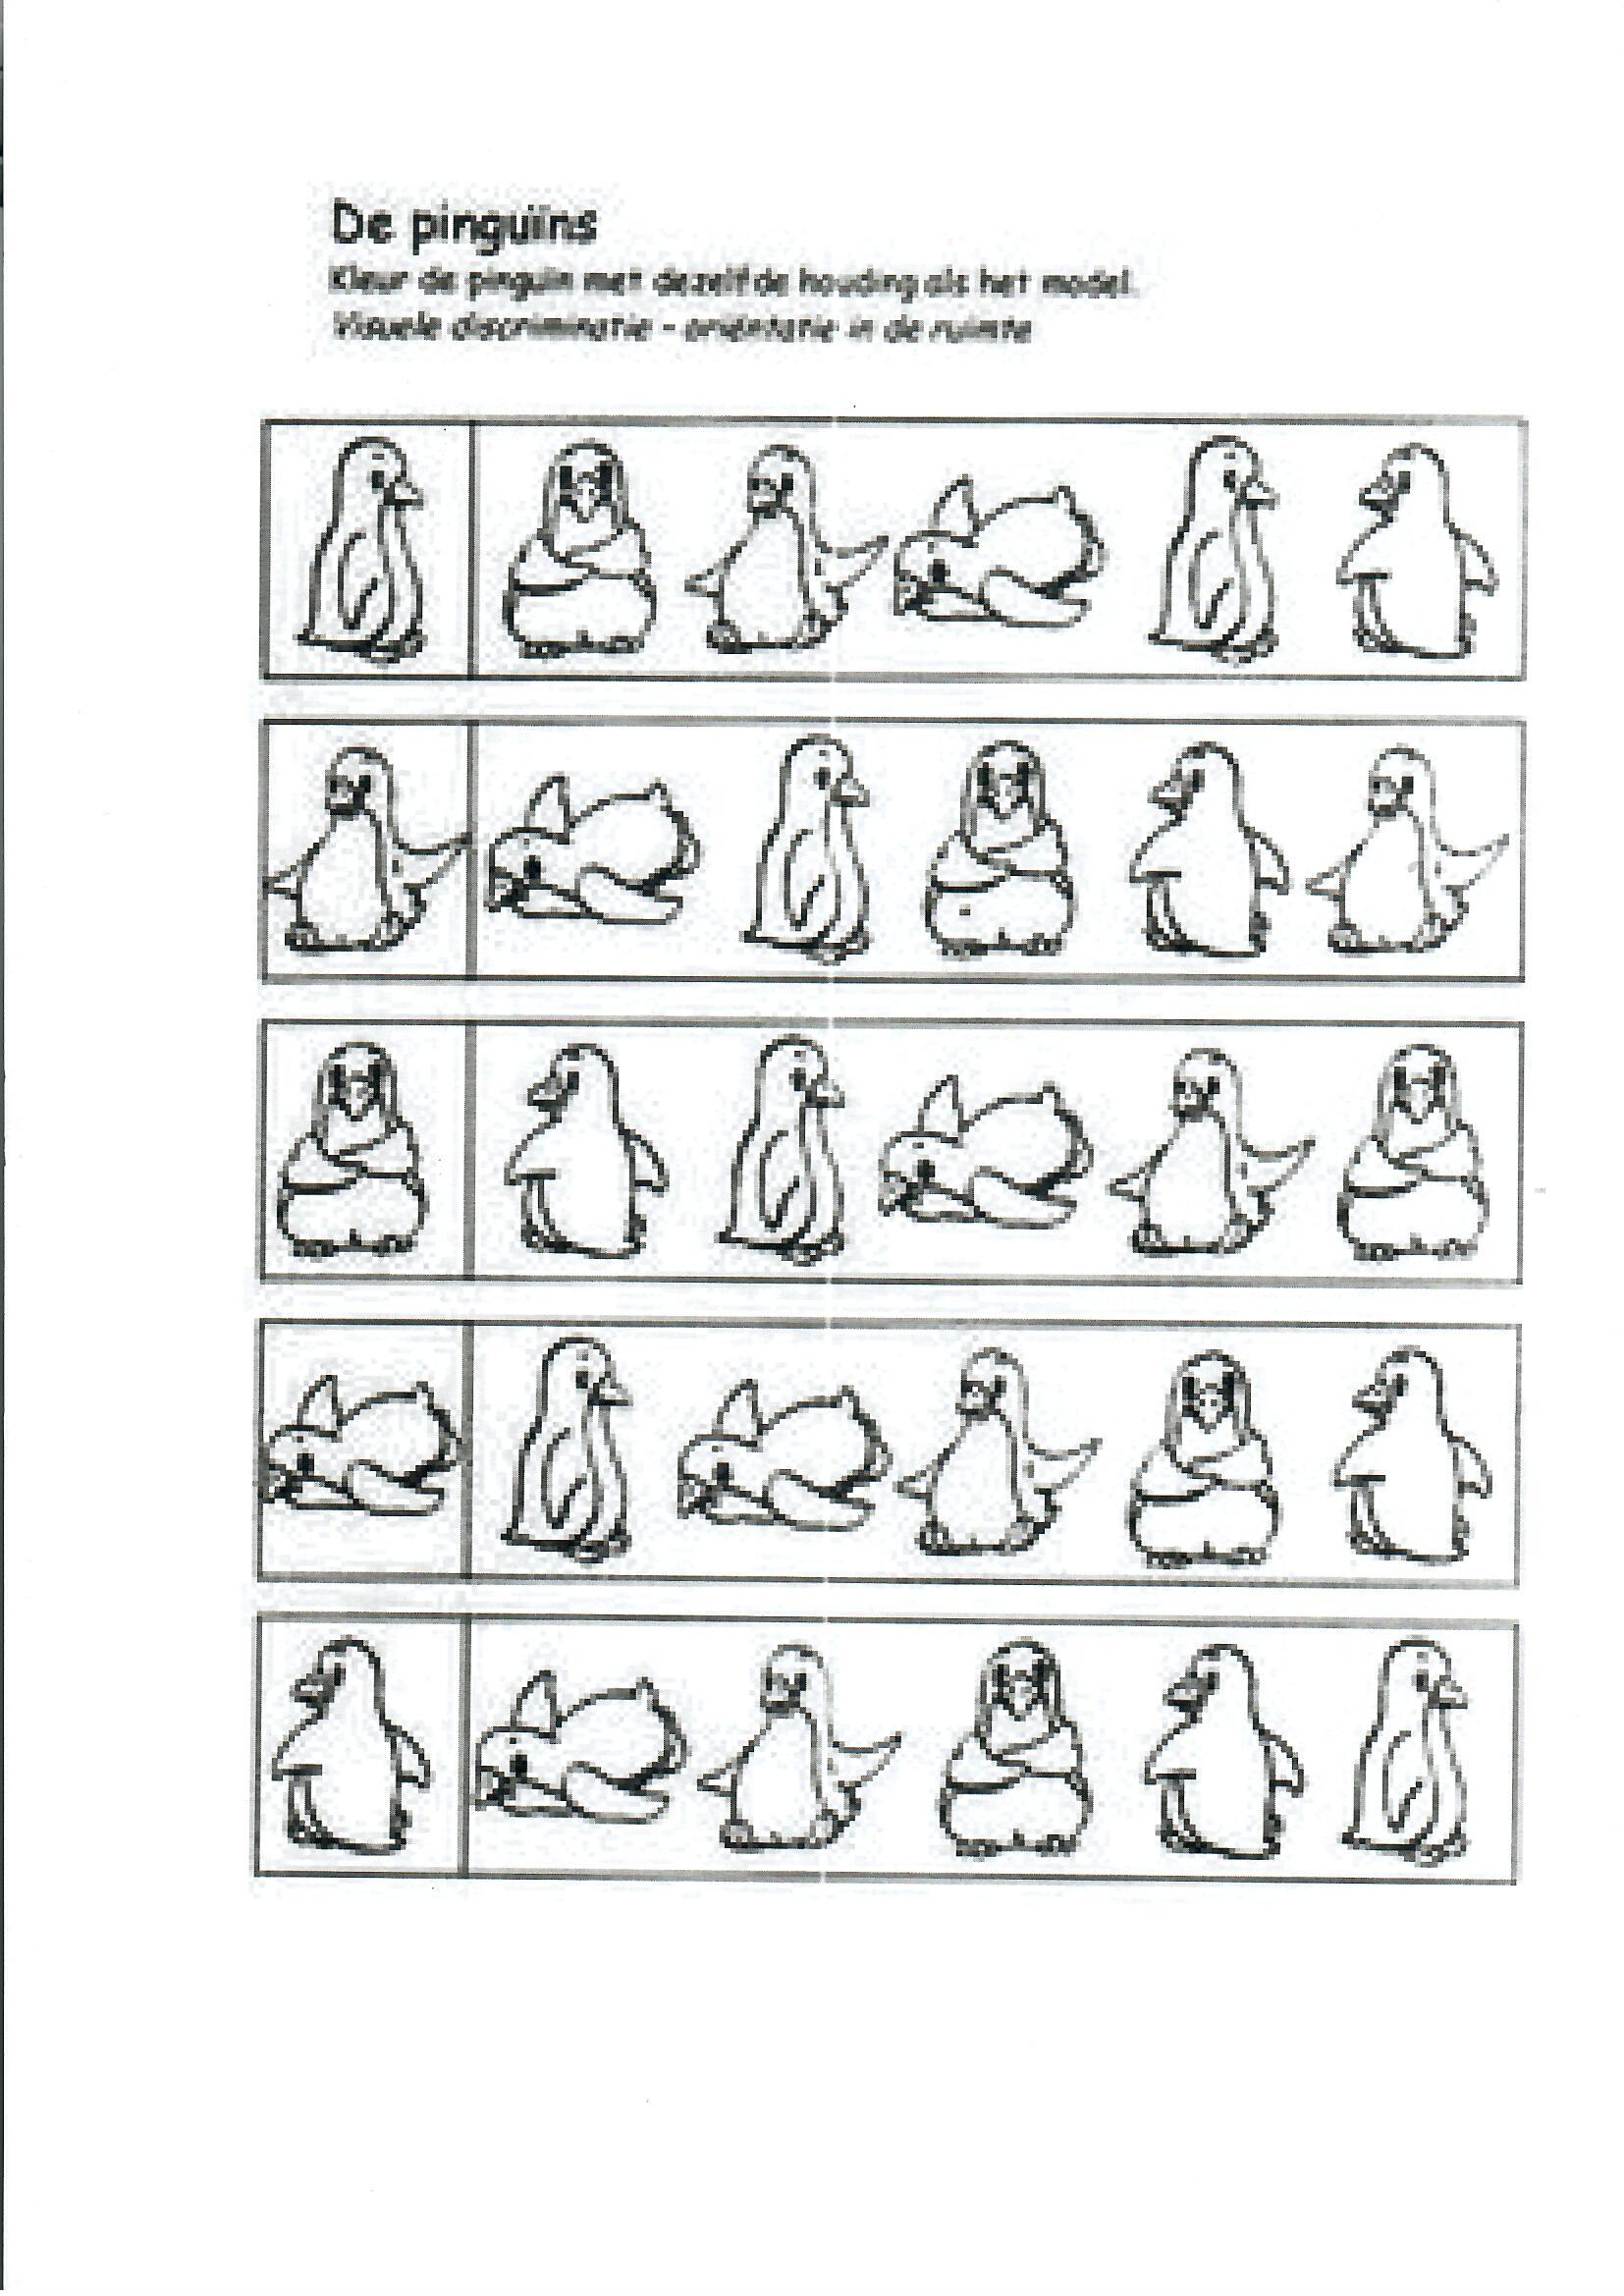 De pinguïns
Kleur de pinguïn met dezelfde houding als het model.
Visuele discriminatie - oriëntatie in de ruimte